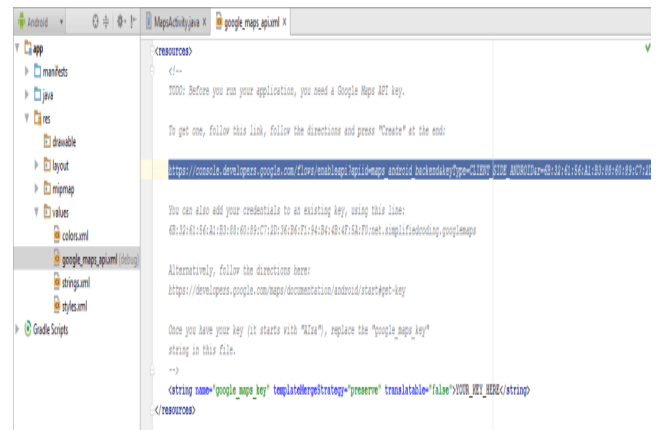 Android
MapsActivity.java ×
google_maps_api.xml ×
app
manifests
java
res
drawable
layout
mipmap
values
colors.xml
google_maps_api.xml (debug)
strings.xml
styles.xml
Gradle Scripts
<resources>
<!--
TODO: Before you run your application, you need a Google Maps API key.
To get one, follow this link, follow the directions and press "Create" at the end:
https://console.developers.google.com/flows/enableapi?apiid=maps_android_backend&keyType=CLIENT_SIDE_ANDROID&r=6B:32:61:56:A1:B3:88:60:89:C7:2D
You can also add your credentials to an existing key, using this line:
6B:32:61:56:A1:B3:88:60:89:C7:2D:36:B6:F1:94:B4:4B:4F:5A:F0;net.simplifiedcoding.googlemaps
Alternatively, follow the directions here:
https://developers.google.com/maps/documentation/android/start#get-key
Once you have your key (it starts with "AIza"), replace the "google_maps_key"
string in this file.
-->
<string name="google_maps_key" templateMergeStrategy="preserve" translatable="false">YOUR_KEY_HERE</string>
</resources>